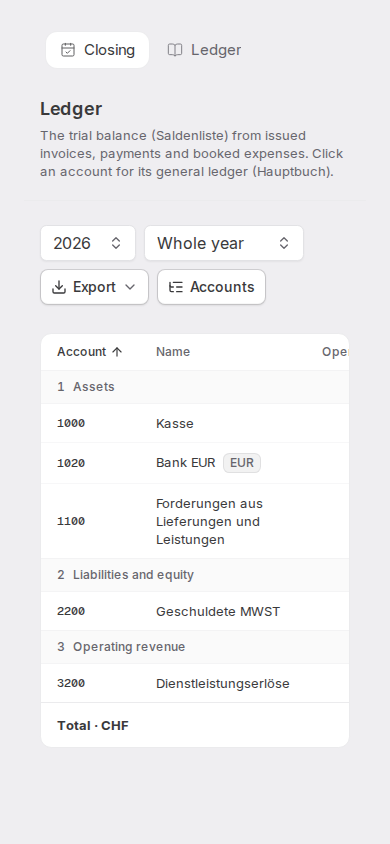 Closing Ledger
Ledger
The trial balance (Saldenliste) from issued
invoices, payments and booked expenses. Click
an account for its general ledger (Hauptbuch).
2026 Whole year
Export Accounts
Account Name
1 Assets
1000 Kasse
1020 Bank EUR EUR
1100 Forderungen aus
Lieferungen und
Leistungen
2 Liabilities and equity
2200 Geschuldete MWST
3 Operating revenue
3200 Dienstleistungserlöse
Total · CHF